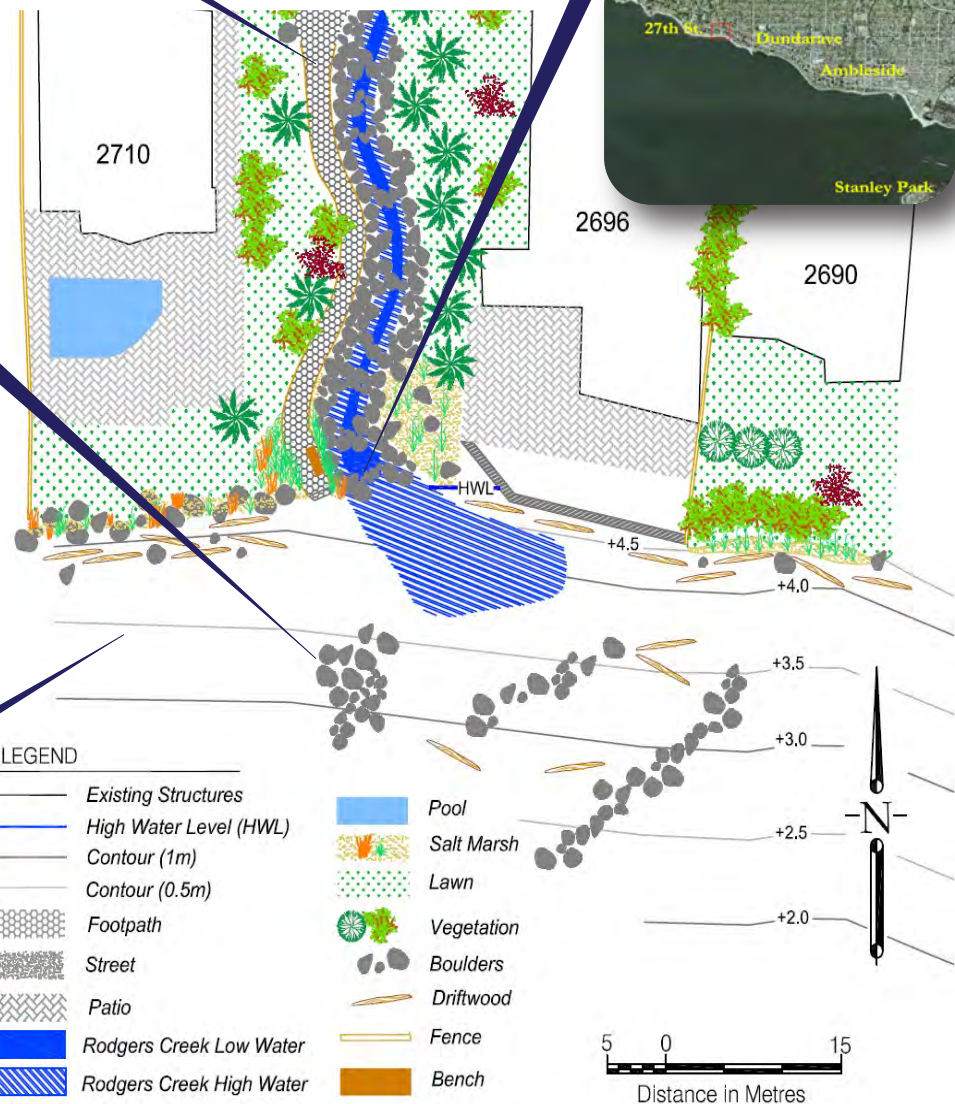 27th St.
Dundarave
Ambleside
Stanley Park
2710
2696
2690
HWL
+4.5
+4.0
+3.5
+3.0
+2.5
+2.0
N
LEGEND
Existing Structures
High Water Level (HWL)
Contour (1m)
Contour (0.5m)
Footpath
Street
Patio
Rodgers Creek Low Water
Rodgers Creek High Water
Pool
Salt Marsh
Lawn
Vegetation
Boulders
Driftwood
Fence
Bench
5 0 15
Distance in Metres